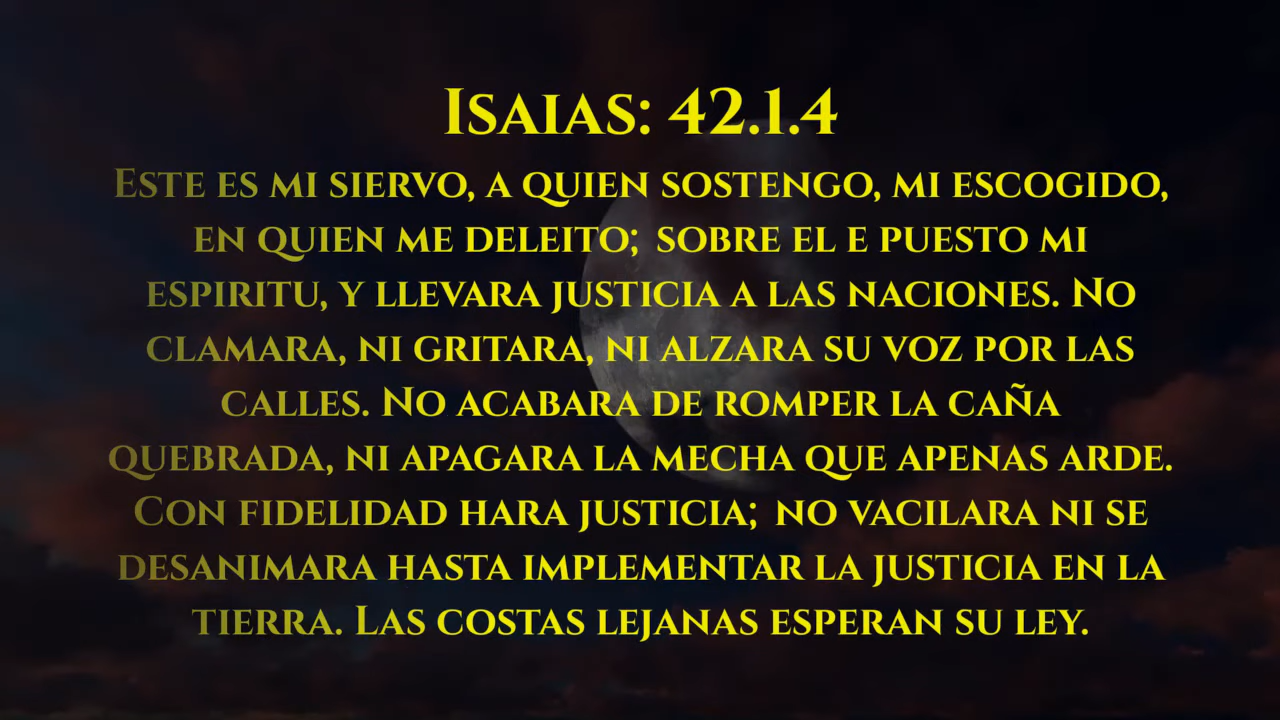 Isaias: 42.1.4
Este es mi siervo, a quien sostengo, mi escogido,
en quien me deleito; sobre el e puesto mi
espiritu, y llevara justicia a las naciones. No
clamara, ni gritara, ni alzara su voz por las
calles. No acabara de romper la caña
quebrada, ni apagara la mecha que apenas arde.
Con fidelidad hara justicia; no vacilara ni se
desanimara hasta implementar la justicia en la
tierra. Las costas lejanas esperan su ley.